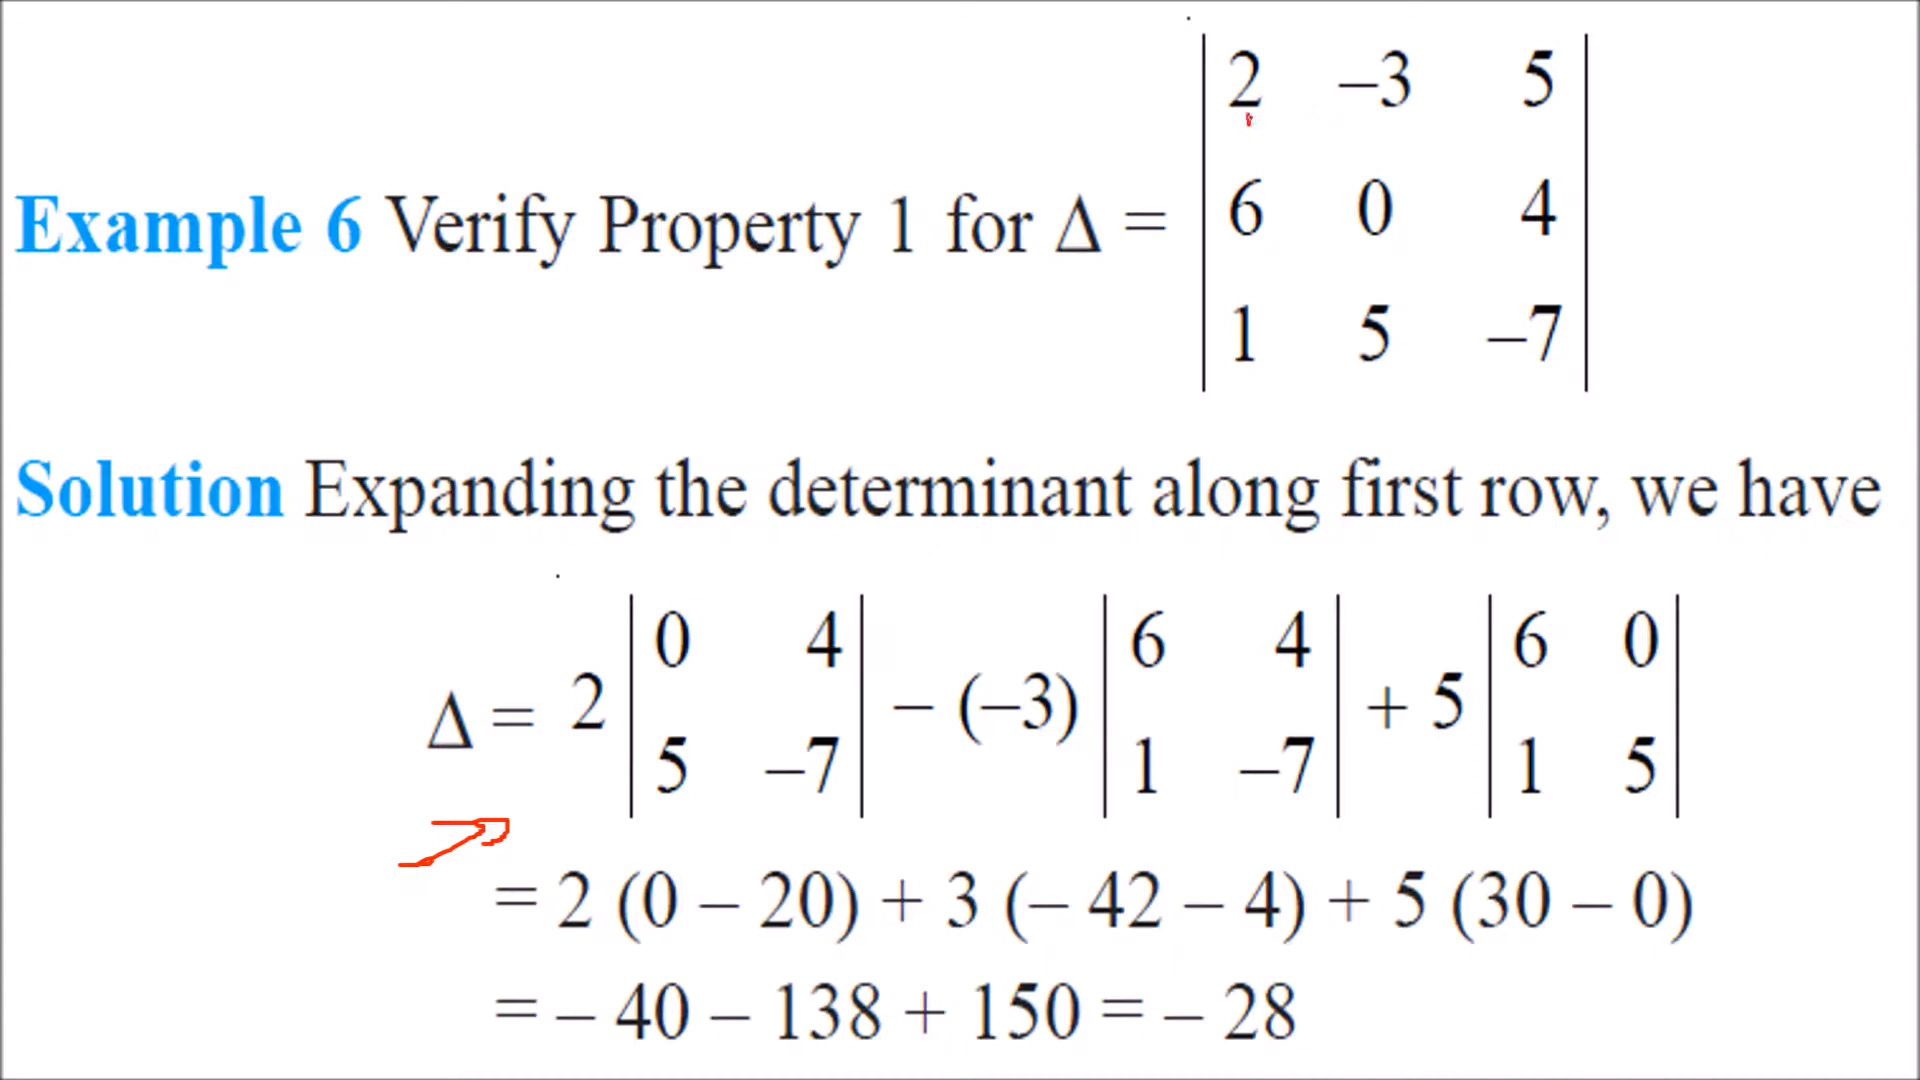 2 –3 5
Example 6 Verify Property 1 for Δ = 6 0 4
1 5 –7
Solution Expanding the determinant along first row, we have
Δ = 2 | 0 4 | – (–3) | 6 4 | + 5 | 6 0 |
| 5 –7 | | 1 –7 | | 1 5 |
= 2 (0 – 20) + 3 (– 42 – 4) + 5 (30 – 0)
= – 40 – 138 + 150 = – 28